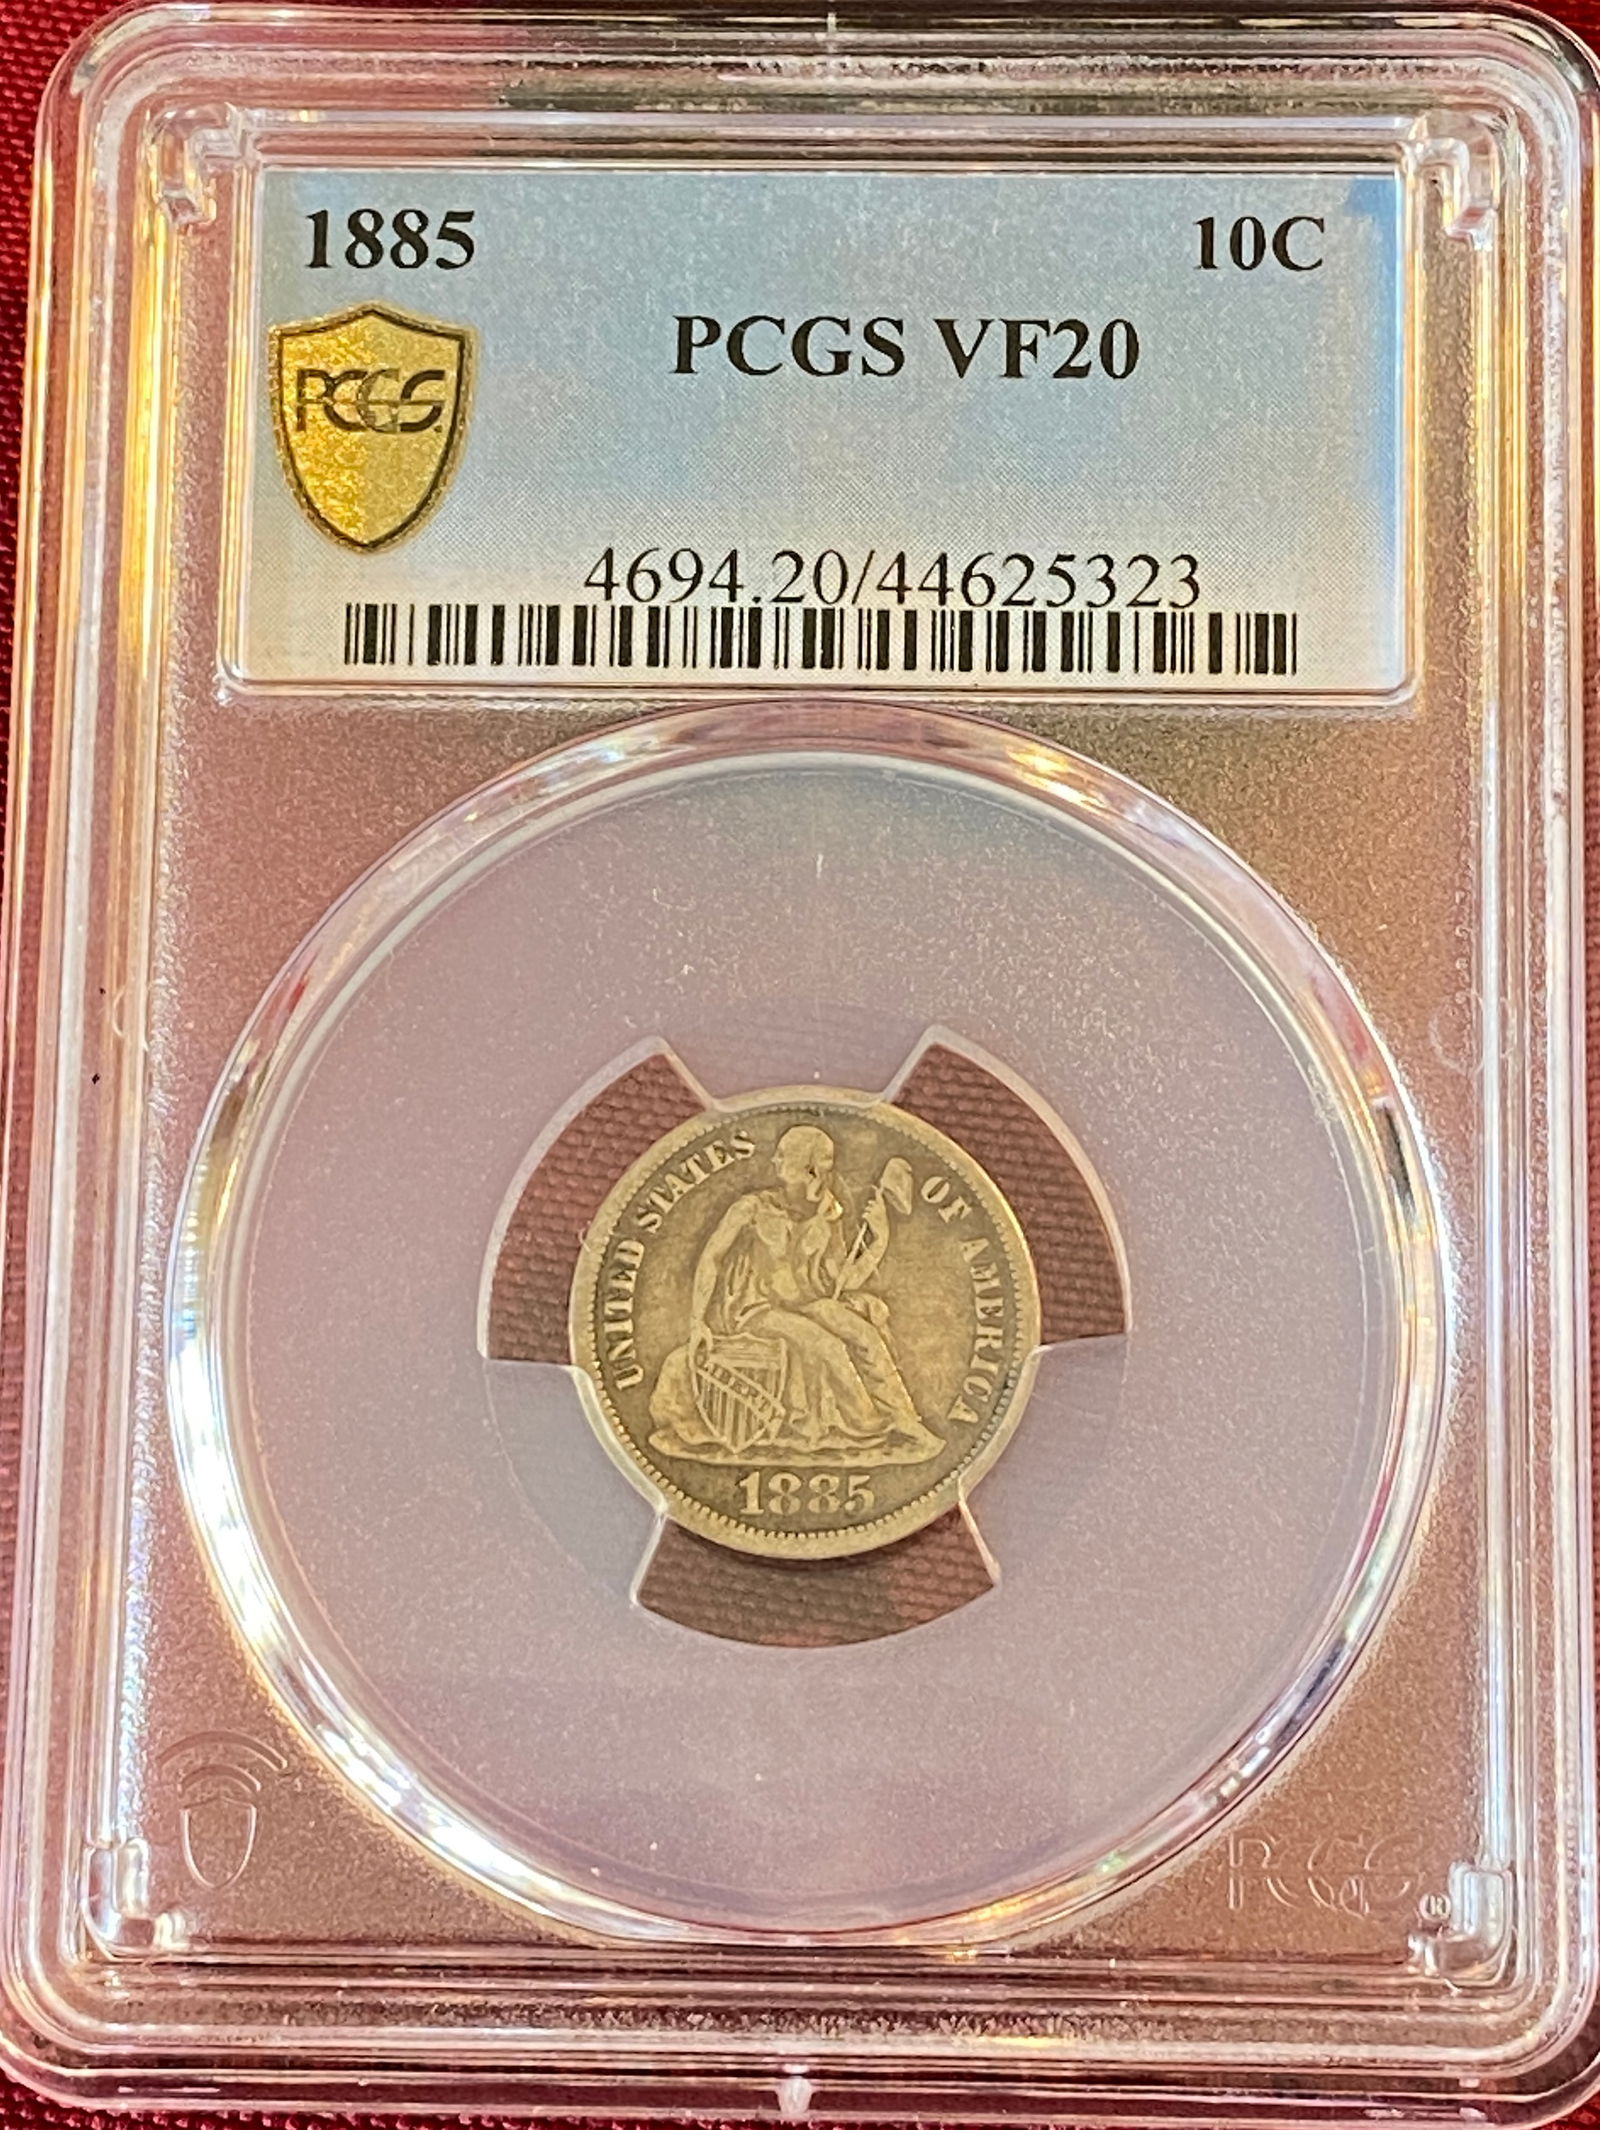 1885 10C
PCGS VF20
PCGS.
4694.20/44625323
UNITED STATES OF AMERICA
LIBERTY
1885
PCGS ®